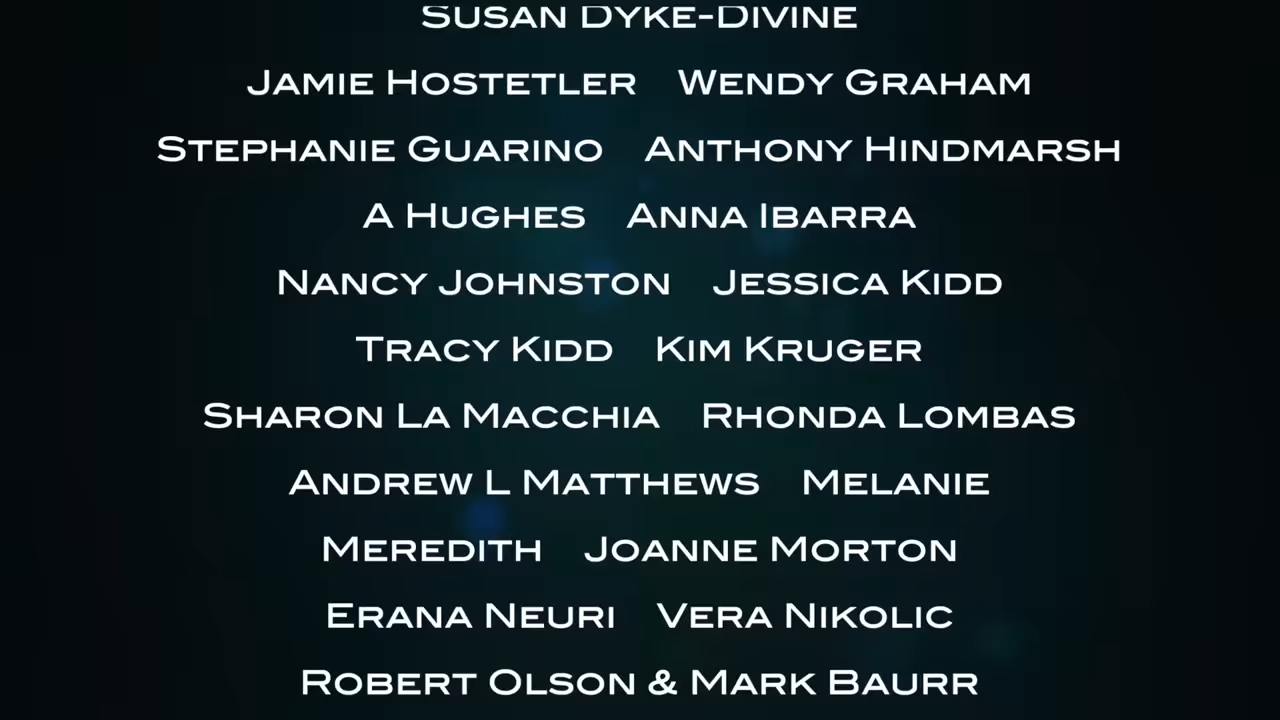 Susan Dyke-Divine
Jamie Hostetler Wendy Graham
Stephanie Guarino Anthony Hindmarsh
A Hughes Anna Ibarra
Nancy Johnston Jessica Kidd
Tracy Kidd Kim Kruger
Sharon La Macchia Rhonda Lombas
Andrew L Matthews Melanie
Meredith Joanne Morton
Erana Neuri Vera Nikolic
Robert Olson & Mark Baurr